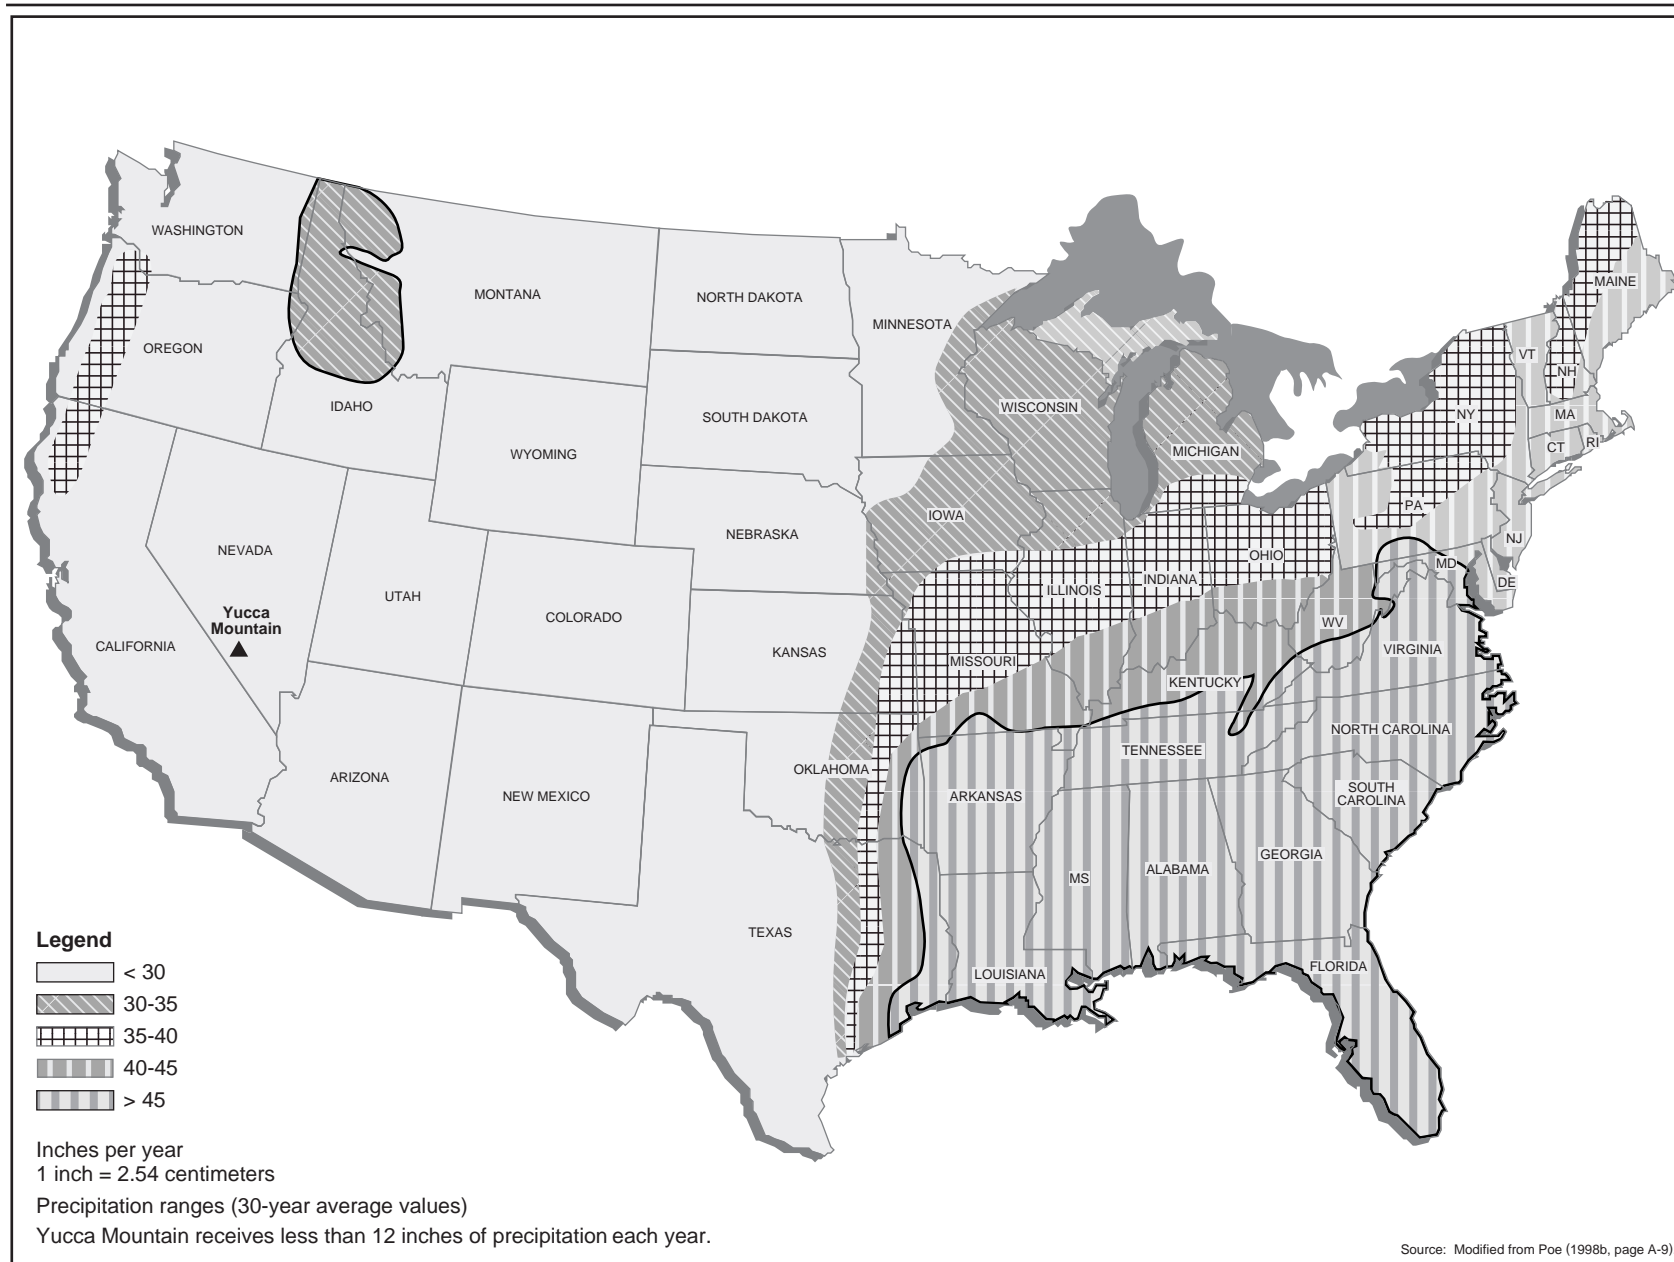 WASHINGTON
MONTANA
NORTH DAKOTA
MINNESOTA
MAINE
OREGON
VT
NH
IDAHO
WISCONSIN
SOUTH DAKOTA
NY
MA
MICHIGAN
CT
RI
WYOMING
IOWA
PA
NEBRASKA
NJ
NEVADA
OHIO
MD
INDIANA
DE
ILLINOIS
UTAH
COLORADO
WV
Yucca
Mountain
CALIFORNIA
KANSAS
MISSOURI
VIRGINIA
KENTUCKY
NORTH CAROLINA
TENNESSEE
ARIZONA
OKLAHOMA
NEW MEXICO
ARKANSAS
SOUTH
CAROLINA
GEORGIA
MS
ALABAMA
TEXAS
LOUISIANA
FLORIDA
Legend
< 30
30-35
35-40
40-45
> 45
Inches per year
1 inch = 2.54 centimeters
Precipitation ranges (30-year average values)
Yucca Mountain receives less than 12 inches of precipitation each year.
Source: Modified from Poe (1998b, page A-9)